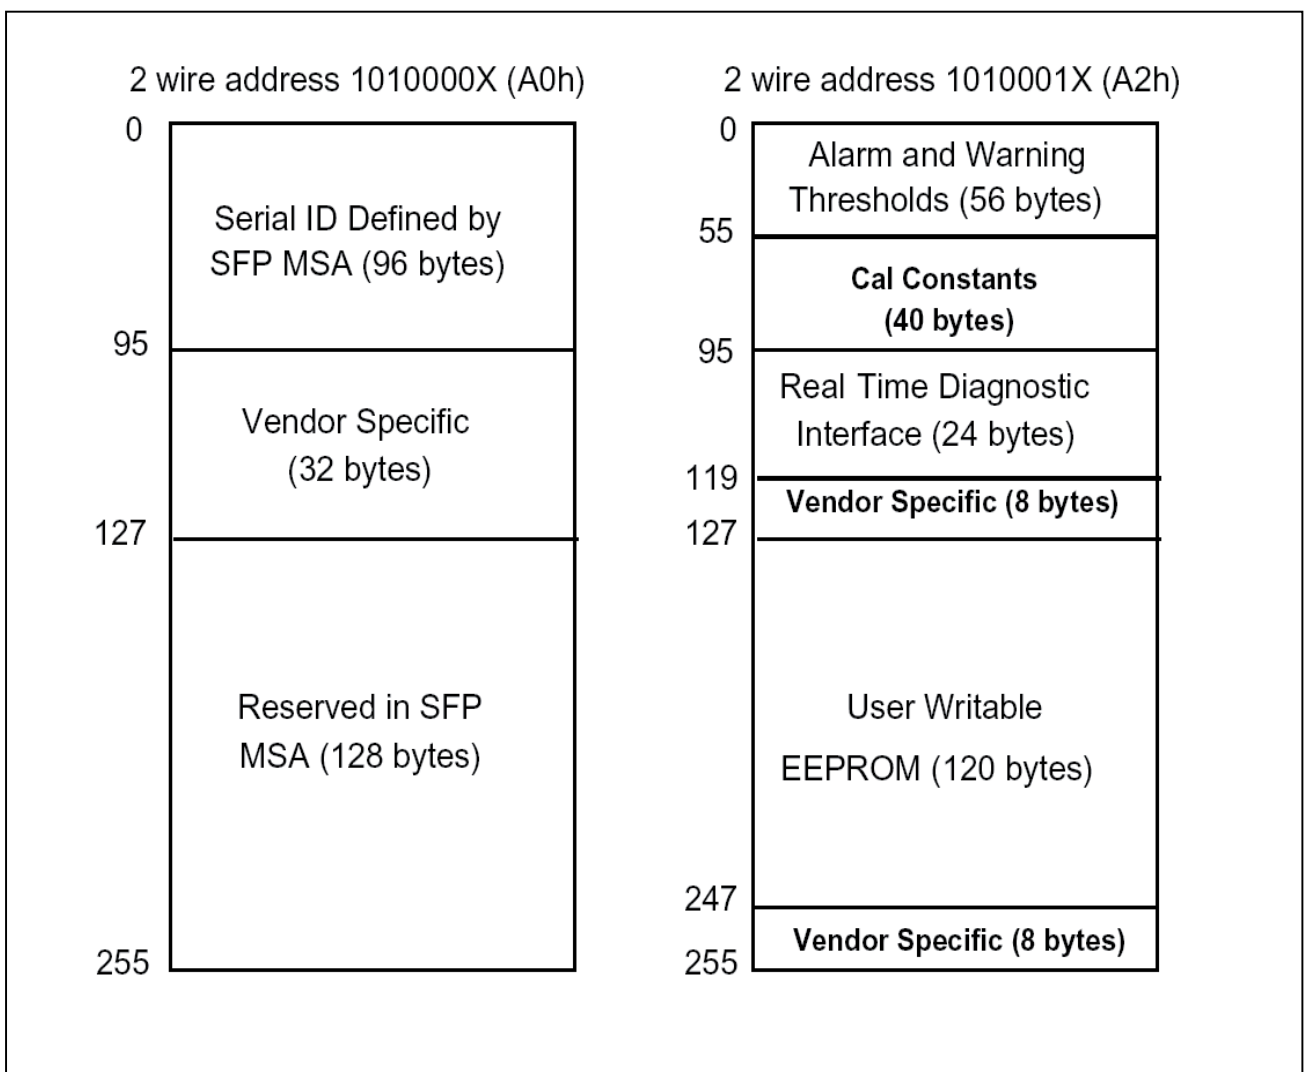 2 wire address 1010000X (A0h)
0
Serial ID Defined by
SFP MSA (96 bytes)
95
Vendor Specific
(32 bytes)
127
Reserved in SFP
MSA (128 bytes)
255
2 wire address 1010001X (A2h)
0
Alarm and Warning
Thresholds (56 bytes)
55
Cal Constants
(40 bytes)
95
Real Time Diagnostic
Interface (24 bytes)
119
Vendor Specific (8 bytes)
127
User Writable
EEPROM (120 bytes)
247
Vendor Specific (8 bytes)
255